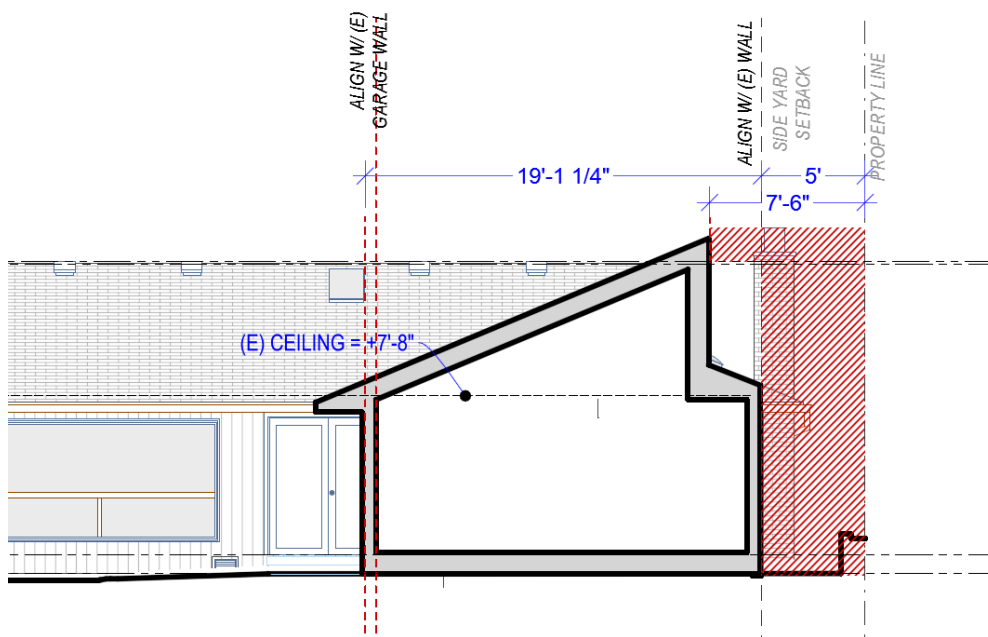 ALIGN W/ (E)
GARAGE WALL
ALIGN W/ (E) WALL
SIDE YARD
SETBACK
PROPERTY LINE
19'-1 1/4"
5'
7'-6"
(E) CEILING = +7'-8"